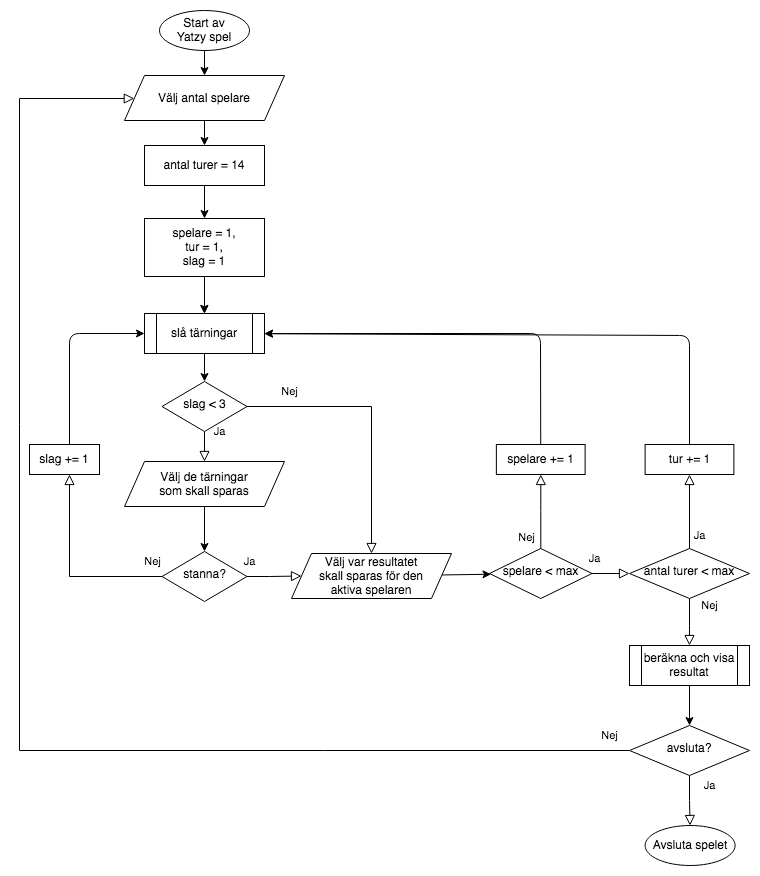 Start av
Yatzy spel
Välj antal spelare
antal turer = 14
spelare = 1,
tur = 1,
slag = 1
slå tärningar
slag < 3
Nej
Ja
slag += 1
Välj de tärningar
som skall sparas
spelare += 1
tur += 1
stanna?
Nej
Ja
Välj var resultatet
skall sparas för den
aktiva spelaren
spelare < max
Nej
Ja
antal turer < max
Ja
Nej
beräkna och visa
resultat
avsluta?
Nej
Ja
Avsluta spelet